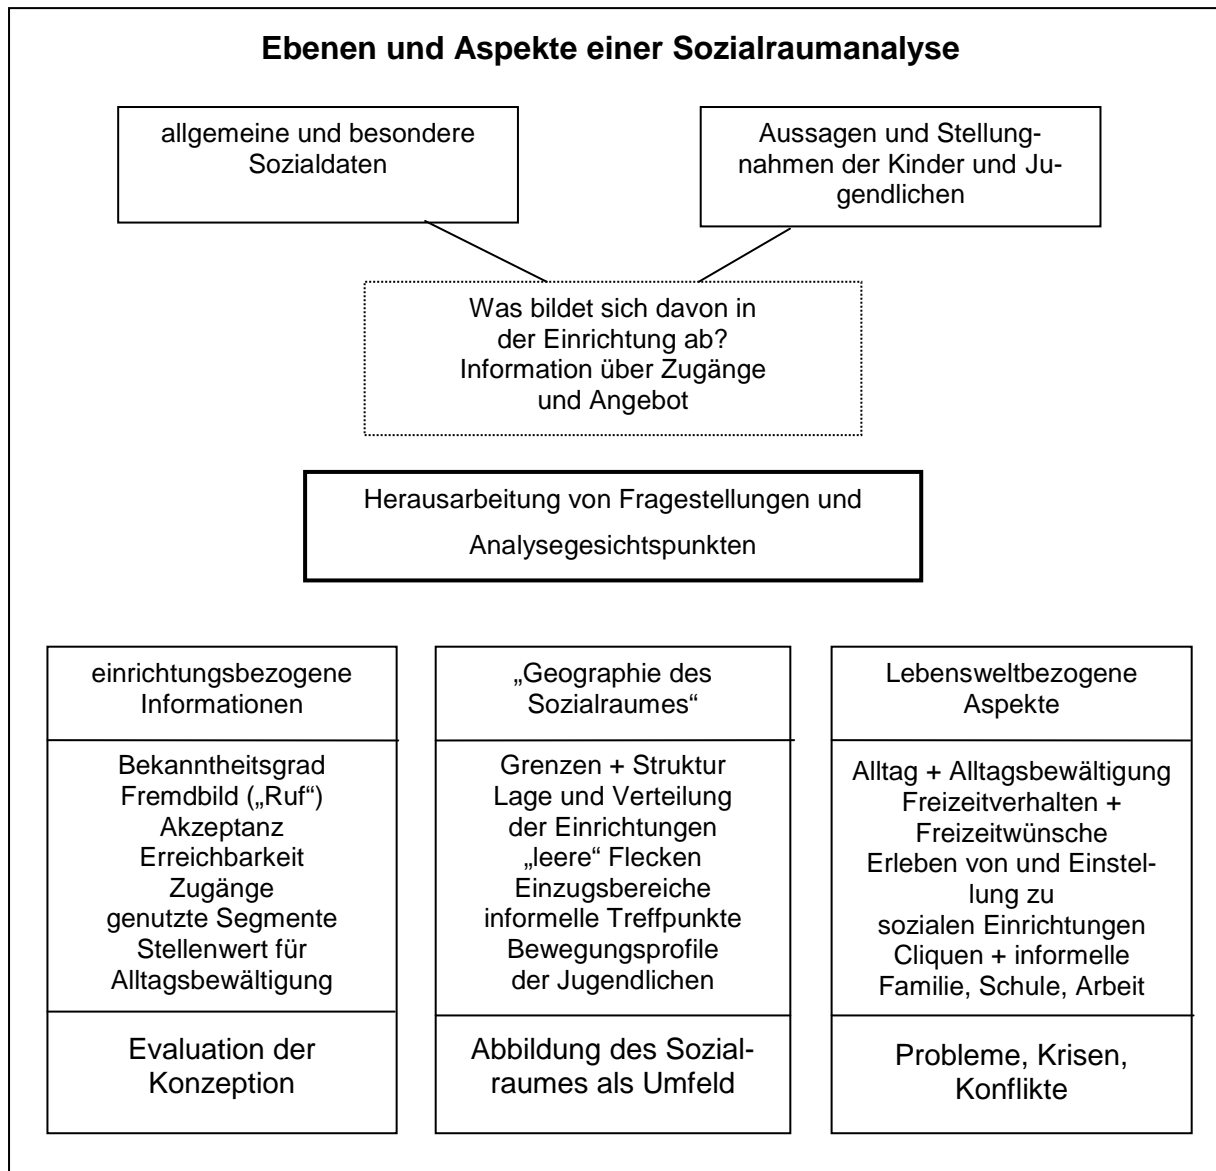 Ebenen und Aspekte einer Sozialraumanalyse
allgemeine und besondere
Sozialdaten
Aussagen und Stellung-
nahmen der Kinder und Ju-
gendlichen
Was bildet sich davon in
der Einrichtung ab?
Information über Zugänge
und Angebot
Herausarbeitung von Fragestellungen und
Analysegesichtspunkten
einrichtungsbezogene
Informationen
Bekanntheitsgrad
Fremdbild („Ruf“)
Akzeptanz
Erreichbarkeit
Zugänge
genutzte Segmente
Stellenwert für
Alltagsbewältigung
Evaluation der
Konzeption
„Geographie des
Sozialraumes“
Grenzen + Struktur
Lage und Verteilung
der Einrichtungen
„leere“ Flecken
Einzugsbereiche
informelle Treffpunkte
Bewegungsprofile
der Jugendlichen
Abbildung des Sozial-
raumes als Umfeld
Lebensweltbezogene
Aspekte
Alltag + Alltagsbewältigung
Freizeitverhalten +
Freizeitwünsche
Erleben von und Einstel-
lung zu
sozialen Einrichtungen
Cliquen + informelle
Familie, Schule, Arbeit
Probleme, Krisen,
Konflikte